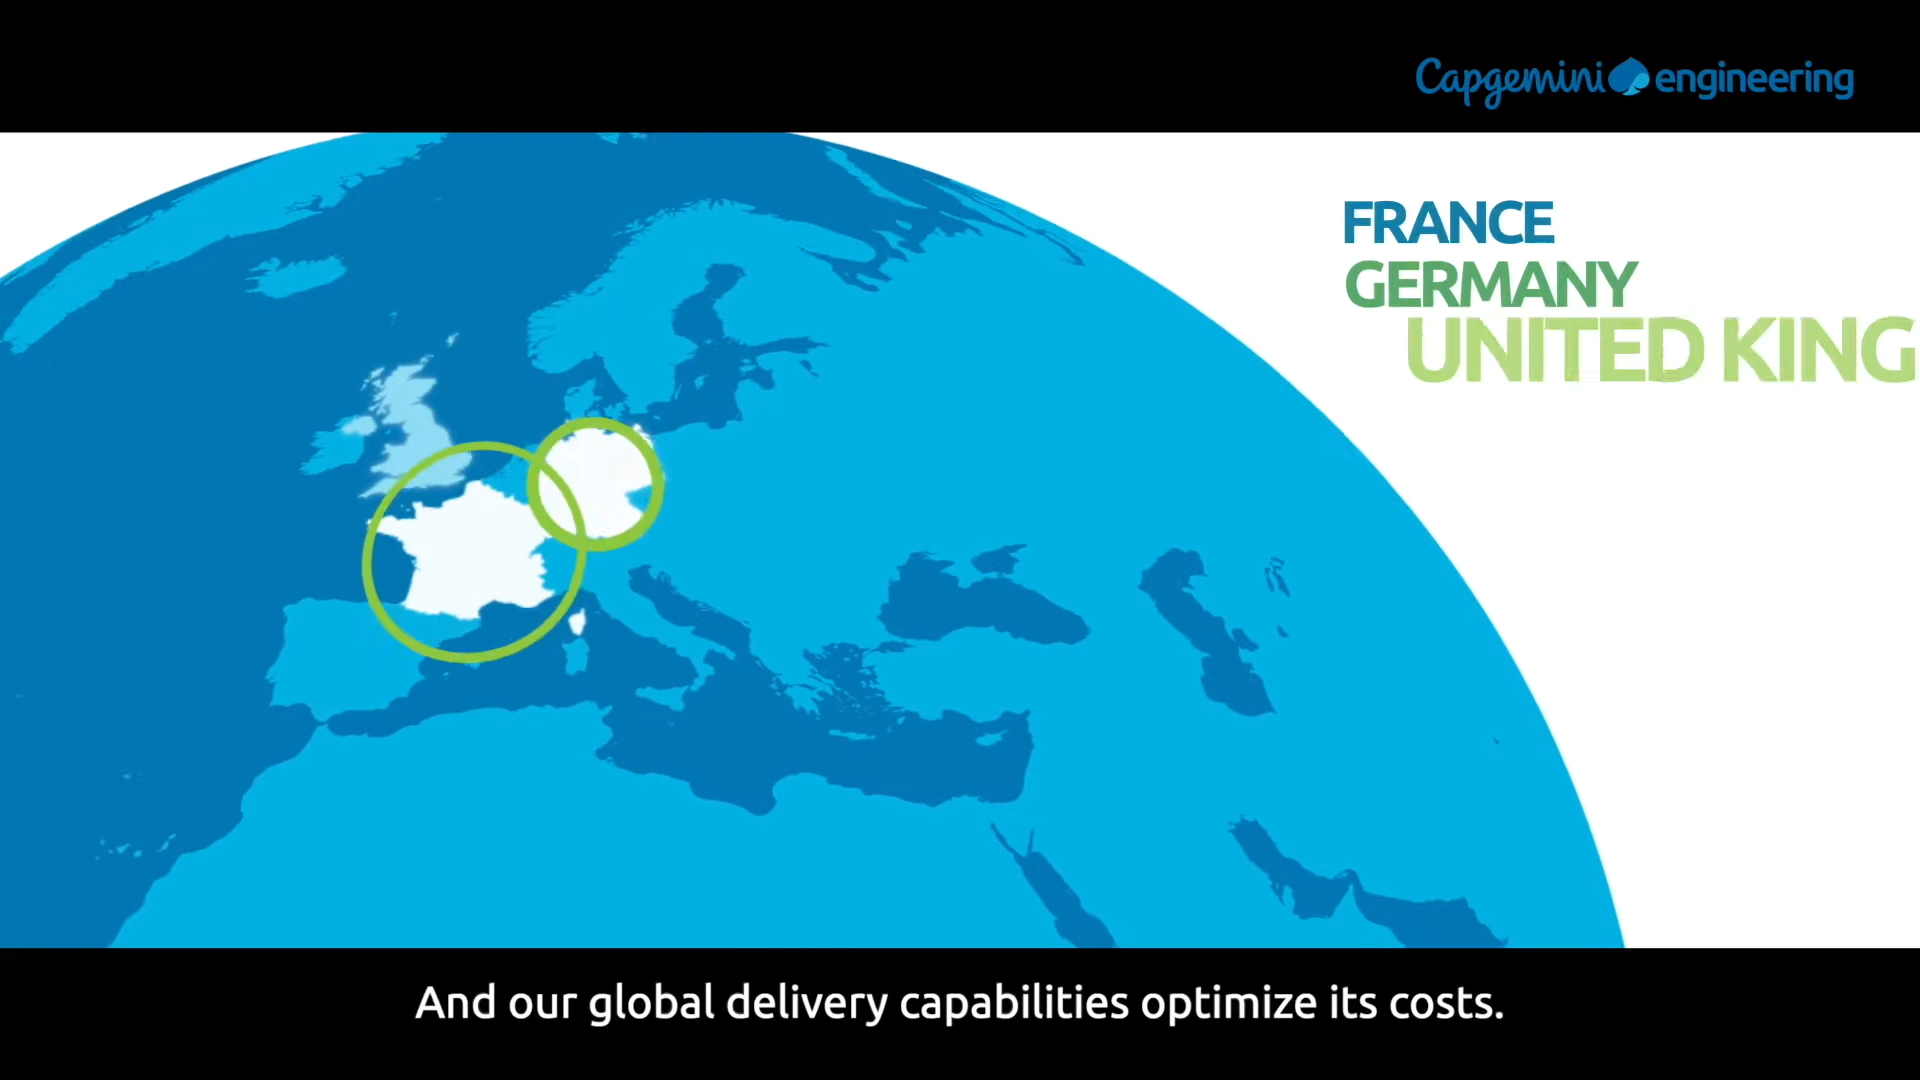 Capgemini engineering
FRANCE
GERMANY
UNITED KING
And our global delivery capabilities optimize its costs.